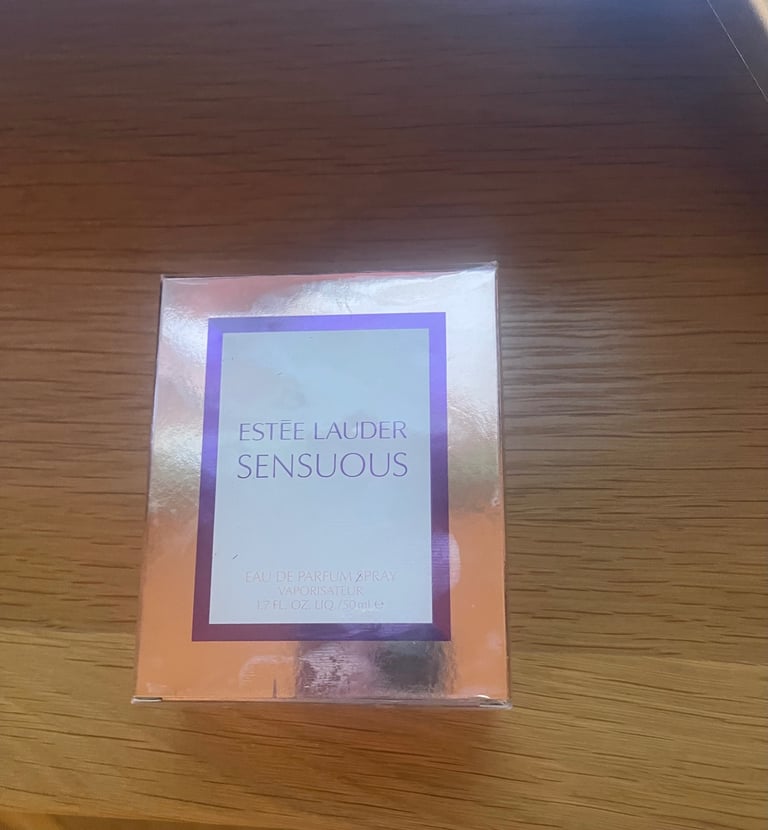 ESTĒE LAUDER
SENSUOUS
EAU DE PARFUM SPRAY
VAPORISATEUR
1.7 FL. OZ. LIQ./50 ml ℮